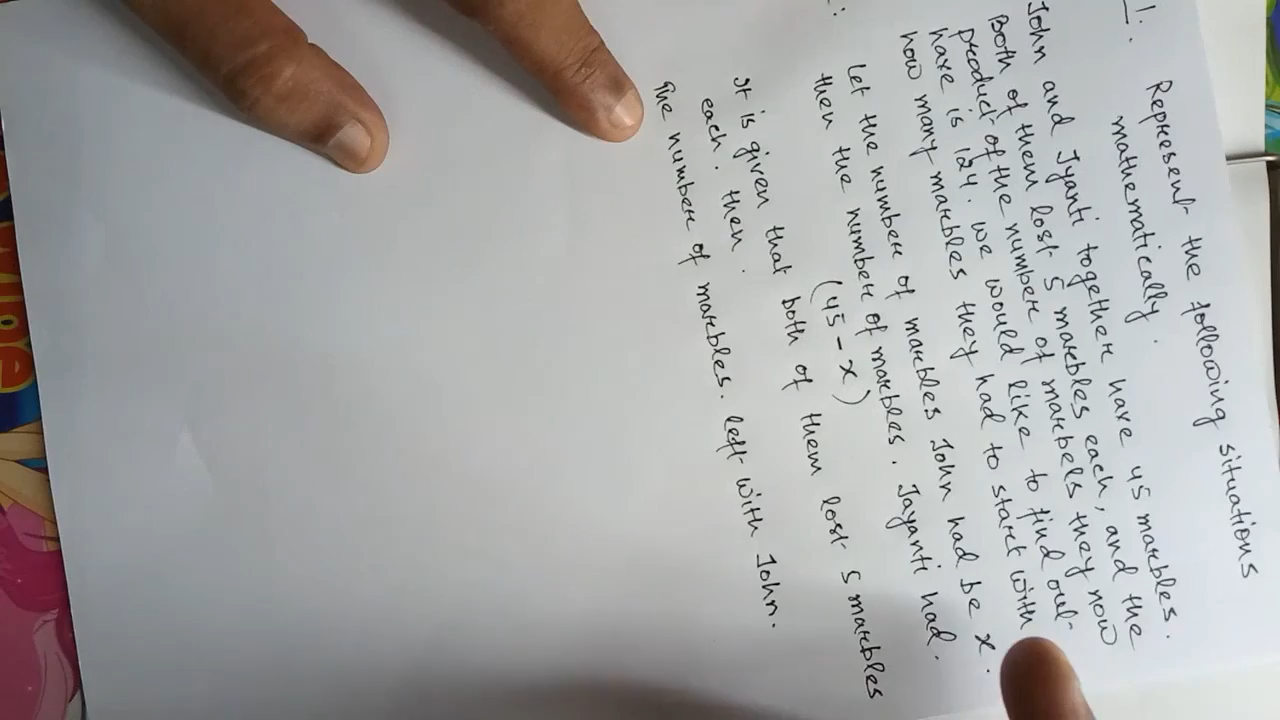 1.
Represent the following situations
mathematically.
John and Jyanti together have 45 marbles.
Both of them lost 5 marbles each, and the
product of the number of marbels they now
have is 124. we would like to find out
how many marbles they had to start with
:
Let the number of marbles John had be x.
then the number of marbles. Jayanti had.
(45 - x)
It is given that both of them lost 5 marbles
each. then.
The number of marbles. left with John.